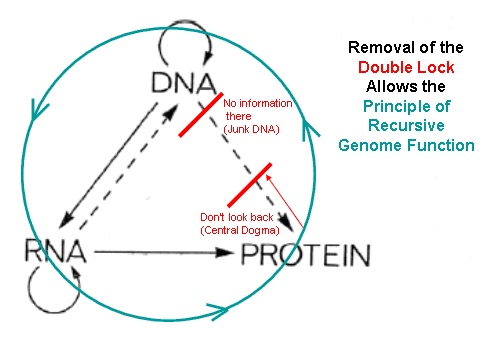 Removal of the
Double Lock
Allows the
Principle of
Recursive
Genome Function
DNA
No information
there
(Junk DNA)
Don't look back
(Central Dogma)
RNA
PROTEIN